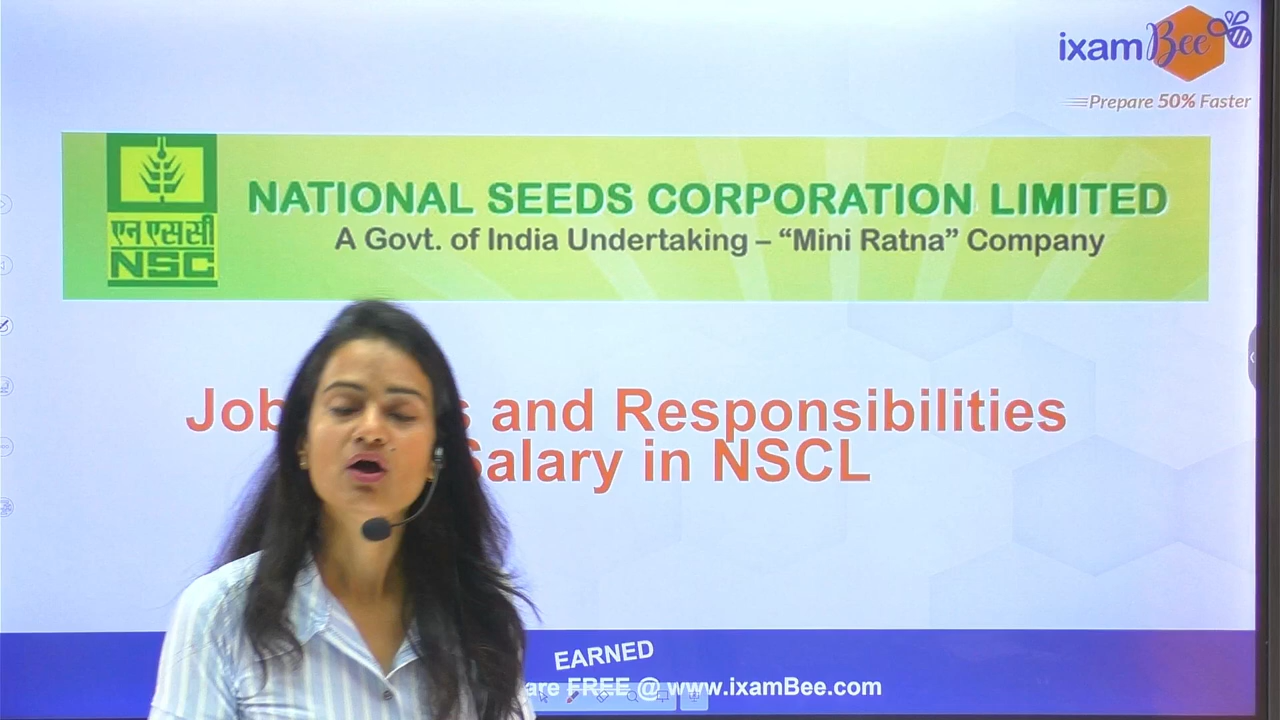 ixamBee
Prepare 50% Faster
NATIONAL SEEDS CORPORATION LIMITED
A Govt. of India Undertaking – “Mini Ratna” Company
एन एस सी
NSC
Job and Responsibilities
Salary in NSCL
EARNED
are FREE @ www.ixamBee.com